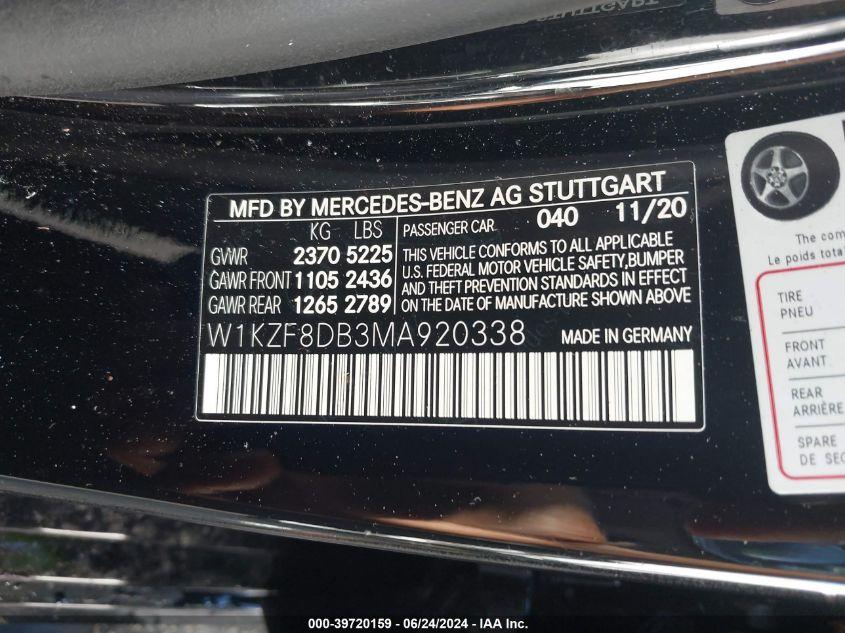 STUTTGART
MFD BY MERCEDES-BENZ AG STUTTGART
KG LBS
GVWR 2370 5225
GAWR FRONT 1105 2436
GAWR REAR 1265 2789
PASSENGER CAR 040 11/20
THIS VEHICLE CONFORMS TO ALL APPLICABLE
U.S. FEDERAL MOTOR VEHICLE SAFETY,BUMPER
AND THEFT PREVENTION STANDARDS IN EFFECT
ON THE DATE OF MANUFACTURE SHOWN ABOVE
W1KZF8DB3MA920338 MADE IN GERMANY
The com
Le poids tota
TIRE
PNEU
FRONT
AVANT
REAR
ARRIÈRE
SPARE
DE SEC
000-39720159 / 06/24/2024 - IAA Inc.